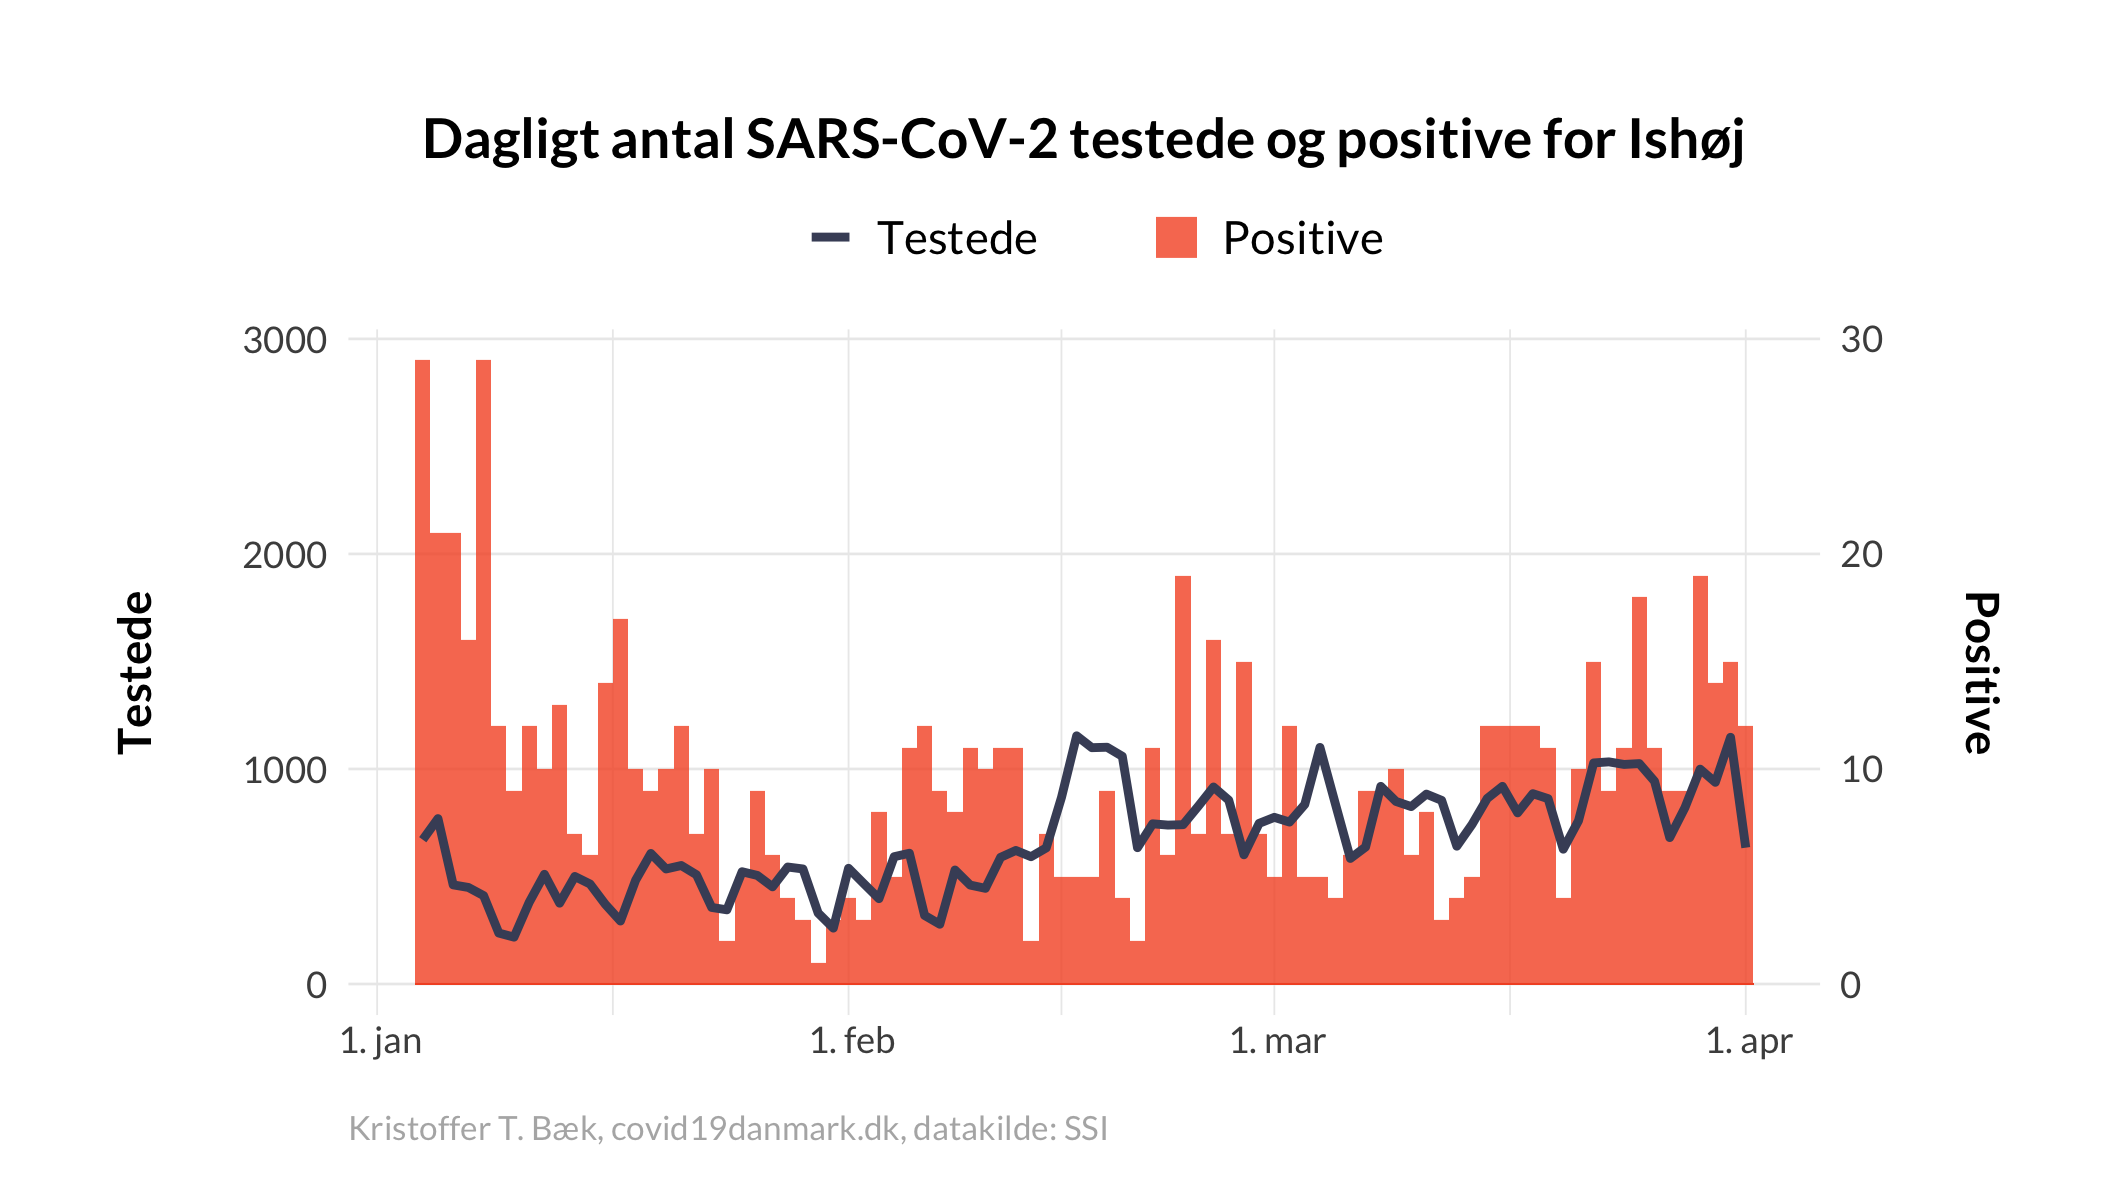 Dagligt antal SARS-CoV-2 testede og positive for Ishøj
Testede Positive
3000 30
2000 20
1000 10
0 0
Testede
Positive
1. jan 1. feb 1. mar 1. apr
Kristoffer T. Bæk, covid19danmark.dk, datakilde: SSI